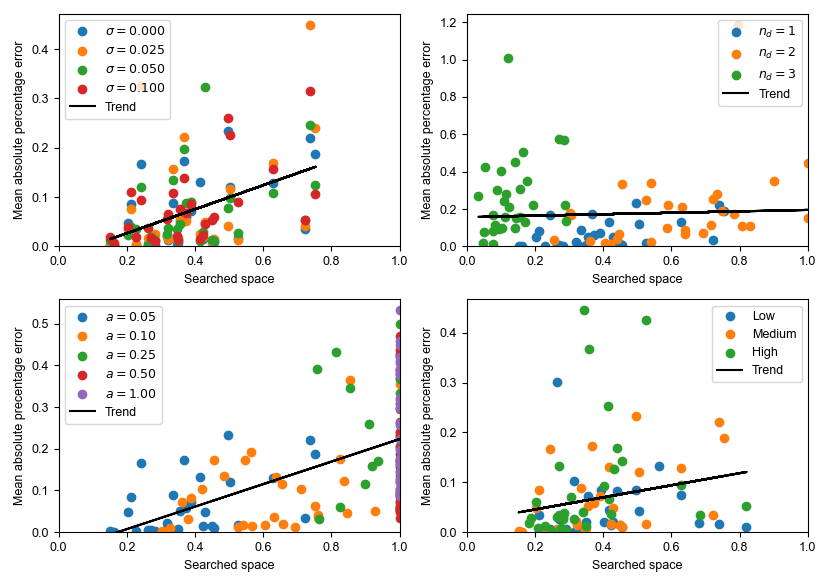 0.4
0.3
0.2
0.1
0.0
0.0
0.2
0.4
0.6
0.8
1.0
Mean absolute percentage error
Searched space
σ = 0.000
σ = 0.025
σ = 0.050
σ = 0.100
Trend
1.2
1.0
0.8
0.6
0.4
0.2
0.0
0.0
0.2
0.4
0.6
0.8
1.0
Mean absolute percentage error
Searched space
n_d = 1
n_d = 2
n_d = 3
Trend
0.5
0.4
0.3
0.2
0.1
0.0
0.0
0.2
0.4
0.6
0.8
1.0
Mean absolute precentage error
Searched space
a = 0.05
a = 0.10
a = 0.25
a = 0.50
a = 1.00
Trend
0.4
0.3
0.2
0.1
0.0
0.0
0.2
0.4
0.6
0.8
1.0
Mean absolute percentage error
Searched space
Low
Medium
High
Trend